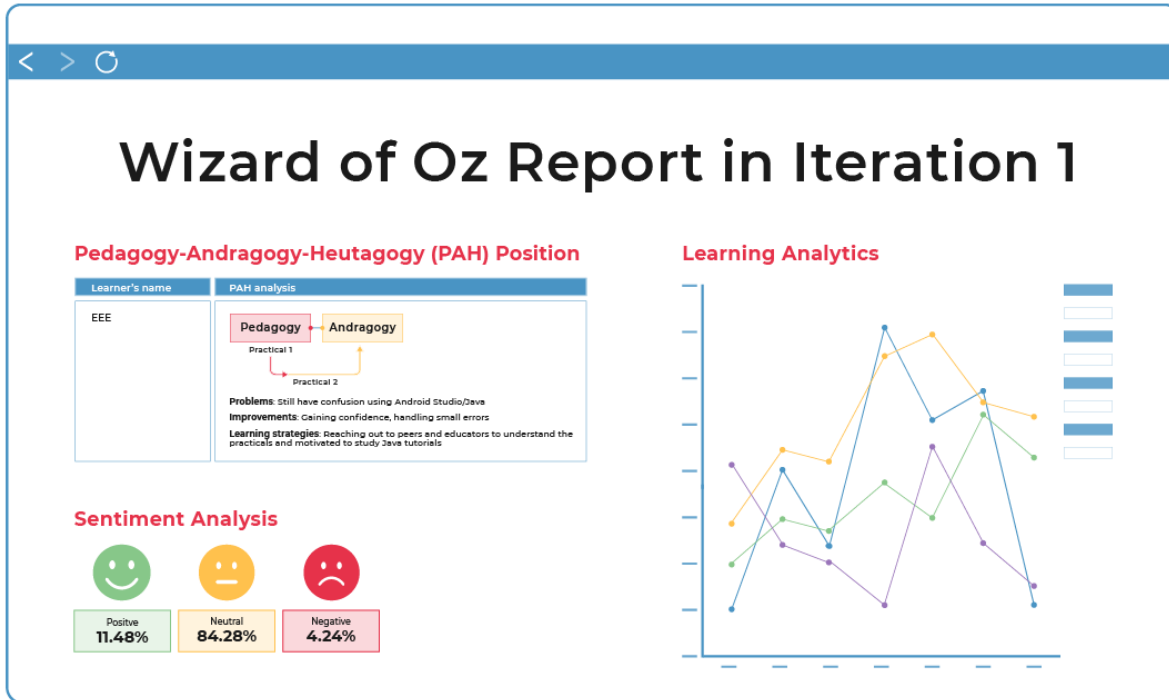 Wizard of Oz Report in Iteration 1
Pedagogy-Andragogy-Heutagogy (PAH) Position
Learner's name
PAH analysis
EEE
Pedagogy
Andragogy
Practical 1
Practical 2
Problems: Still have confusion using Android Studio/Java
Improvements: Gaining confidence, handling small errors
Learning strategies: Reaching out to peers and educators to understand the
practicals and motivated to study Java tutorials
Sentiment Analysis
Positve
11.48%
Neutral
84.28%
Negative
4.24%
Learning Analytics